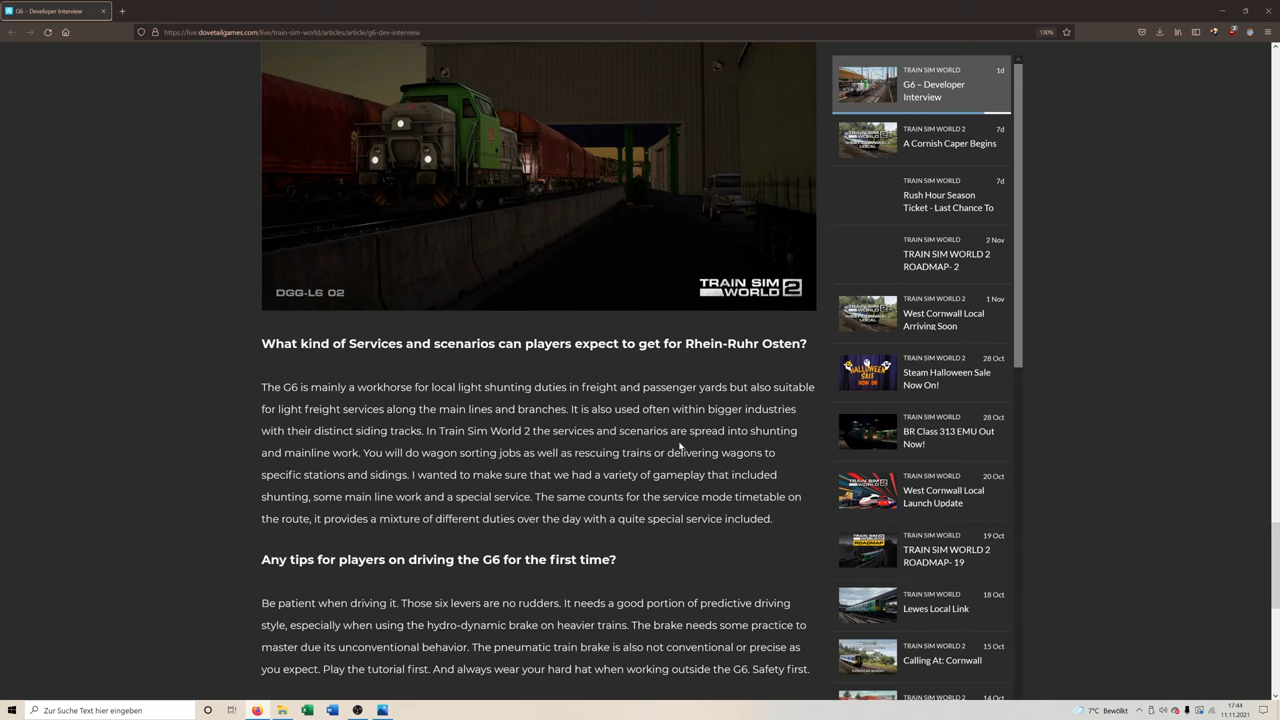 G6 – Developer Interview
https://live.dovetailgames.com/live/train-sim-world/articles/article/g6-dev-interview
130%
DGG-L6 02
TRAIN SIM
WORLD 2
What kind of Services and scenarios can players expect to get for Rhein-Ruhr Osten?
The G6 is mainly a workhorse for local light shunting duties in freight and passenger yards but also suitable
for light freight services along the main lines and branches. It is also used often within bigger industries
with their distinct siding tracks. In Train Sim World 2 the services and scenarios are spread into shunting
and mainline work. You will do wagon sorting jobs as well as rescuing trains or delivering wagons to
specific stations and sidings. I wanted to make sure that we had a variety of gameplay that included
shunting, some main line work and a special service. The same counts for the service mode timetable on
the route, it provides a mixture of different duties over the day with a quite special service included.
Any tips for players on driving the G6 for the first time?
Be patient when driving it. Those six levers are no rudders. It needs a good portion of predictive driving
style, especially when using the hydro-dynamic brake on heavier trains. The brake needs some practice to
master due its unconventional behavior. The pneumatic train brake is also not conventional or precise as
you expect. Play the tutorial first. And always wear your hard hat when working outside the G6. Safety first.
TRAIN SIM WORLD 1d
G6 – Developer
Interview
TRAIN SIM WORLD 2 7d
A Cornish Caper Begins
TRAIN SIM WORLD 7d
Rush Hour Season
Ticket - Last Chance To
TRAIN SIM WORLD 2 Nov
TRAIN SIM WORLD 2
ROADMAP- 2
TRAIN SIM WORLD 2 1 Nov
West Cornwall Local
Arriving Soon
TRAIN SIM WORLD 2 28 Oct
Steam Halloween Sale
Now On!
TRAIN SIM WORLD 2 28 Oct
BR Class 313 EMU Out
Now!
TRAIN SIM WORLD 20 Oct
West Cornwall Local
Launch Update
TRAIN SIM WORLD 19 Oct
TRAIN SIM WORLD 2
ROADMAP- 19
TRAIN SIM WORLD 18 Oct
Lewes Local Link
TRAIN SIM WORLD 2 15 Oct
Calling At: Cornwall
TRAIN SIM WORLD 14 Oct
Zur Suche Text hier eingeben
7°C Bewölkt
17:44
11.11.2021